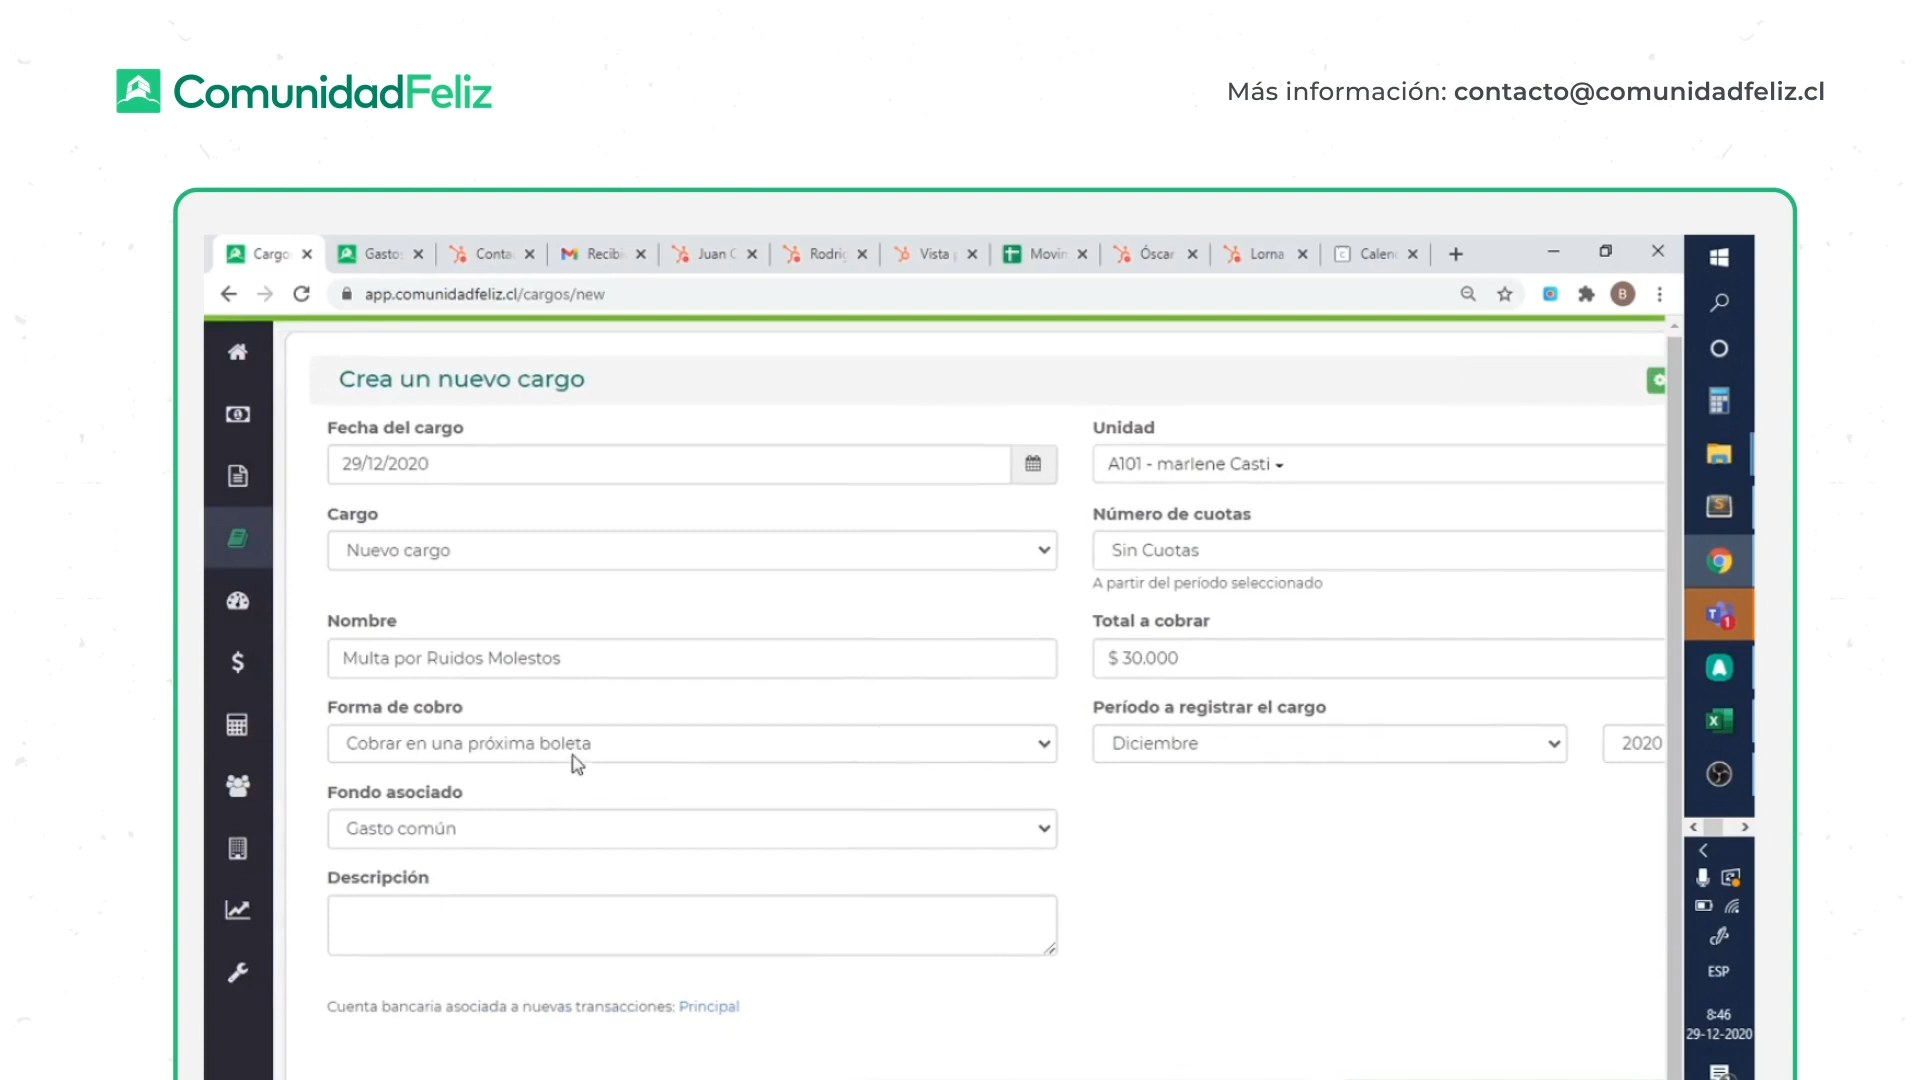 ComunidadFeliz
Más información: contacto@comunidadfeliz.cl
Cargo
Gasto
Conta
Recib
Juan C
Rodrig
Vista
Movin
Óscar
Lorna
Calen
app.comunidadfeliz.cl/cargos/new
B
Crea un nuevo cargo
Fecha del cargo
29/12/2020
Unidad
A101 - marlene Casti
Cargo
Nuevo cargo
Número de cuotas
Sin Cuotas
A partir del período seleccionado
Nombre
Multa por Ruidos Molestos
Total a cobrar
$ 30.000
Forma de cobro
Cobrar en una próxima boleta
Período a registrar el cargo
Diciembre
2020
Fondo asociado
Gasto común
Descripción
Cuenta bancaria asociada a nuevas transacciones: Principal
ESP
8:46
29-12-2020